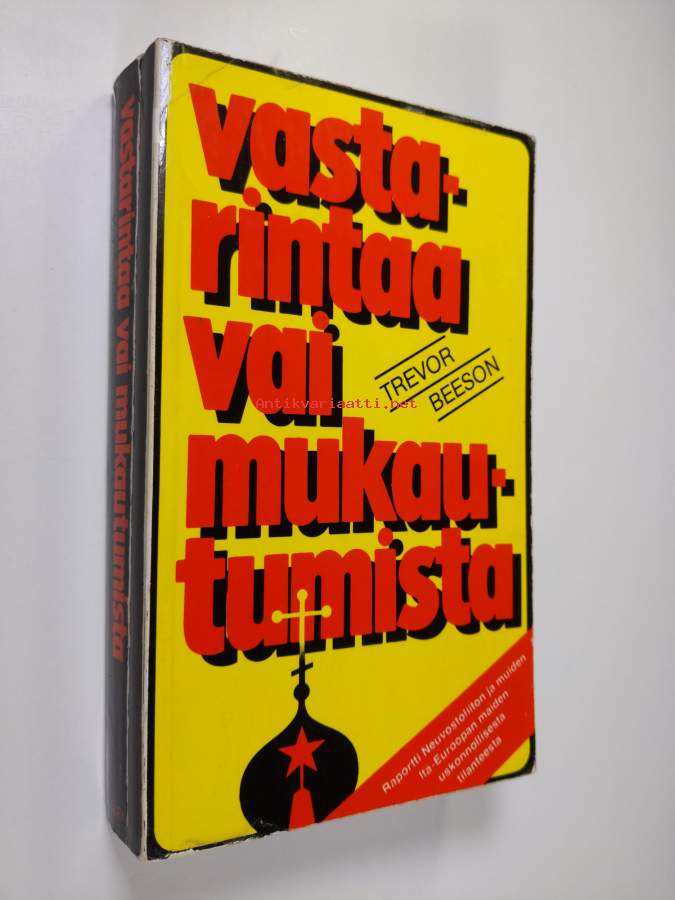 vastarintaa vai mukautumista
vasta-
rintaa
vai
TREVOR
BEESON
Antikvariaatti.net
mukau-
tumista
Raportti Neuvostoliiton ja muiden
Itä-Euroopan maiden
uskonnollisesta
tilanteesta